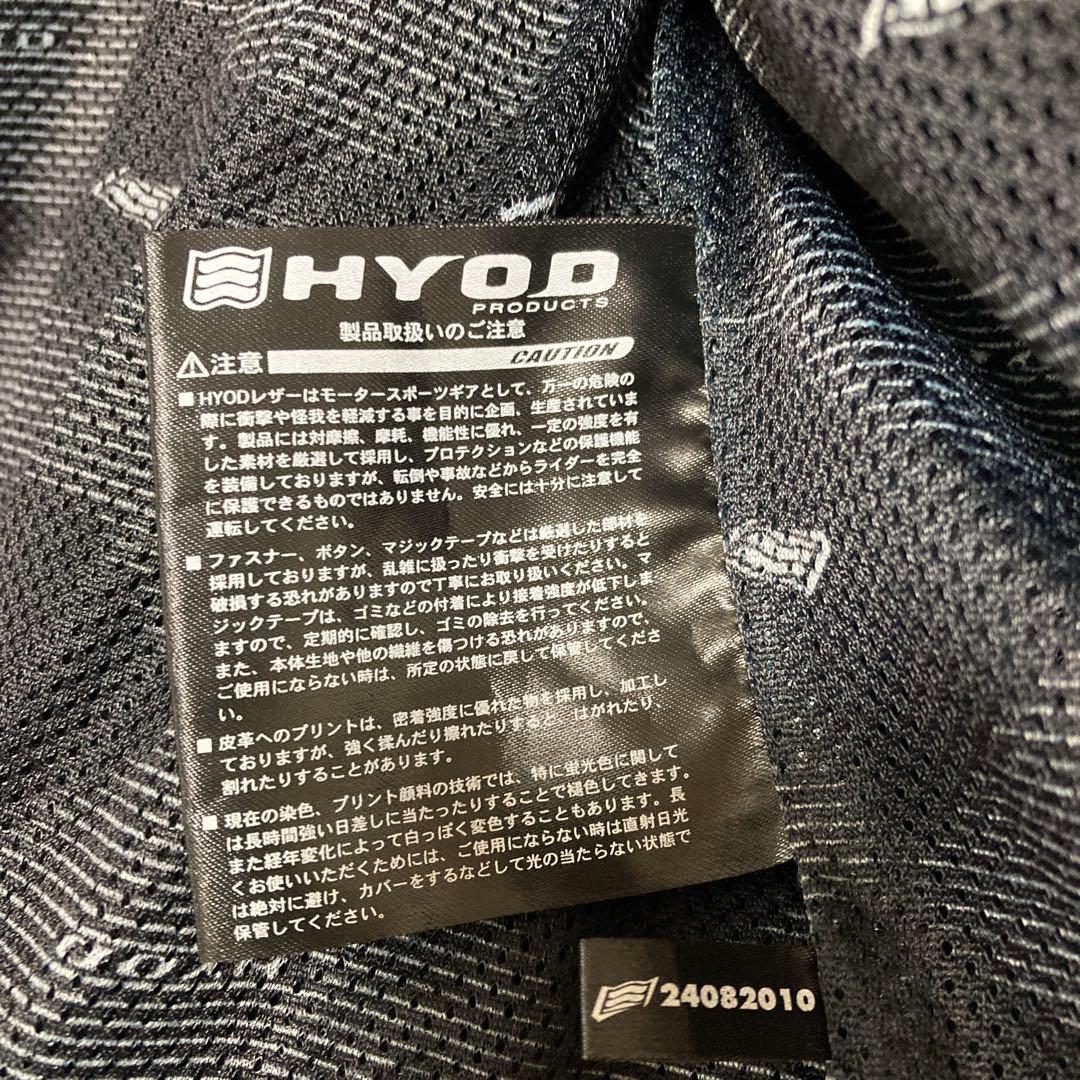 HYOD
PRODUCTS
製品取扱いのご注意
注意 CAUTION
■ HYODレザーはモータースポーツギアとして、万一の危険の
際に衝撃や怪我を軽減する事を目的に企画、生産されていま
す。製品には対摩擦、摩耗、機能性に優れ、一定の強度を有
した素材を厳選して採用し、プロテクションなどの保護機能
を装備しておりますが、転倒や事故などからライダーを完全
に保護できるものではありません。安全には十分に注意して
運転してください。
■ ファスナー、ボタン、マジックテープなどは厳選した部材を
採用しておりますが、乱雑に扱ったり衝撃を受けたりすると
破損する恐れがありますので丁寧にお取り扱いください。マ
ジックテープは、ゴミなどの付着により接着強度が低下しま
ますので、定期的に確認し、ゴミの除去を行ってください。
また、本体生地や他の繊維を傷つける恐れがありますので、
ご使用にならない時は、所定の状態に戻して保管してくださ
い。
■ 皮革へのプリントは、密着強度に優れた物を採用し、加工し
ておりますが、強く揉んだり擦れたりすると、はがれたり、
割れたりすることがあります。
■ 現在の染色、プリント顔料の技術では、特に蛍光色に関して
は長時間強い日差しに当たったりすることで褪色してきます。
また経年変化によって白っぽく変色することもあります。長
くお使いいただくためには、ご使用にならない時は直射日光
は絶対に避け、カバーをするなどして光の当たらない状態で
保管してください。
24082010